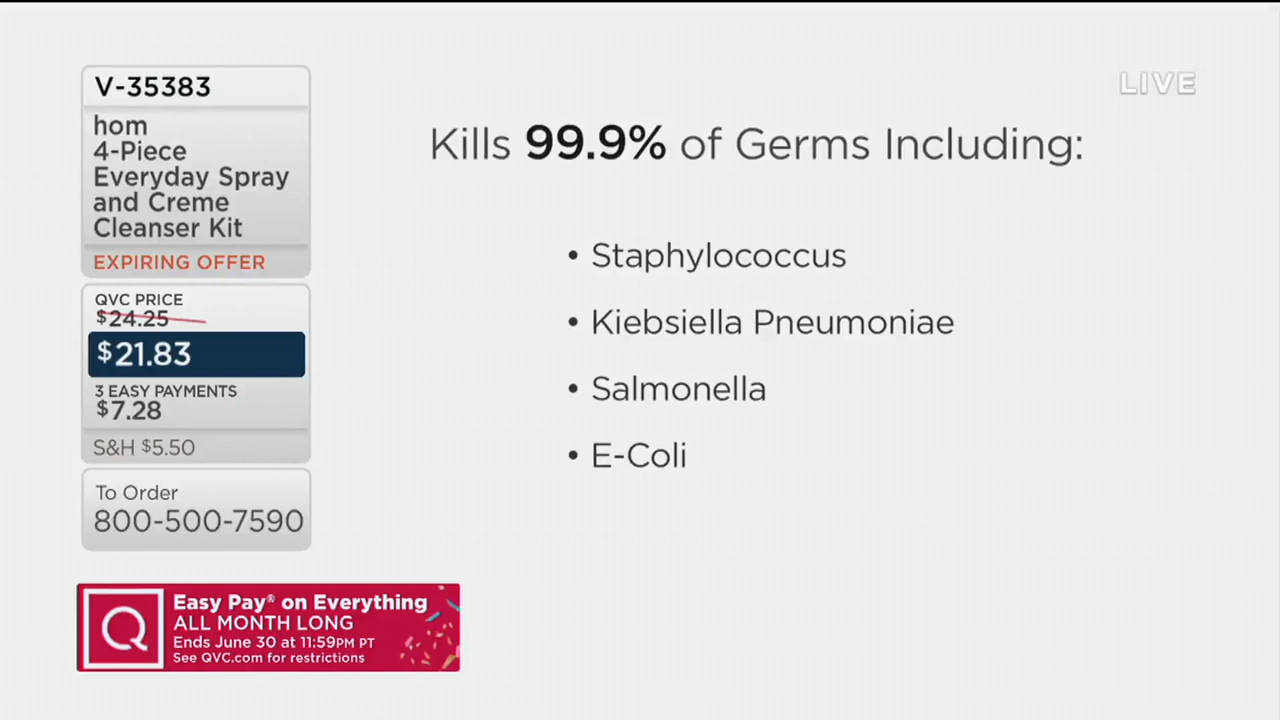 V-35383
hom
4-Piece
Everyday Spray
and Creme
Cleanser Kit
EXPIRING OFFER
QVC PRICE
$24.25
$21.83
3 EASY PAYMENTS
$7.28
S&H $5.50
To Order
800-500-7590
LIVE
Kills 99.9% of Germs Including:
• Staphylococcus
• Kiebsiella Pneumoniae
• Salmonella
• E-Coli
Q
Easy Pay® on Everything
ALL MONTH LONG
Ends June 30 at 11:59PM PT
See QVC.com for restrictions